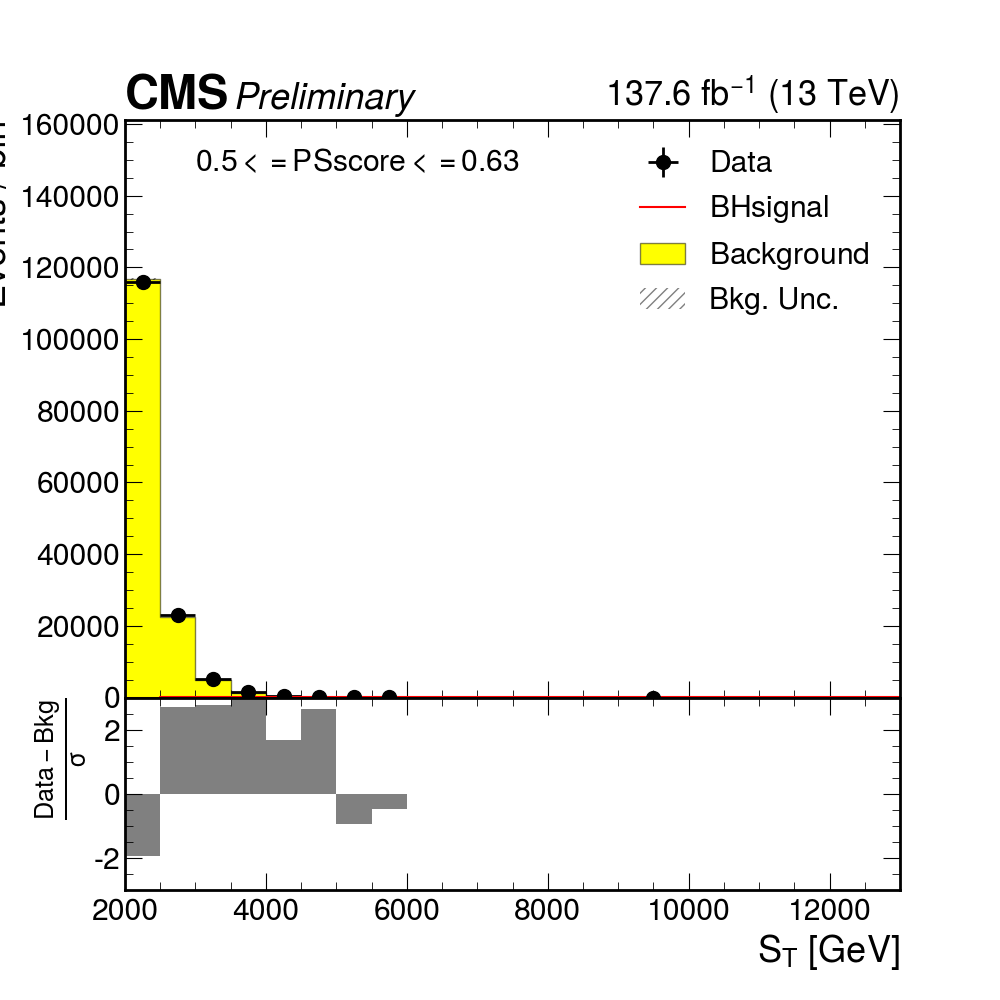 CMS Preliminary
137.6 fb⁻¹ (13 TeV)
0.5 < = PSscore < = 0.63
Data
BHsignal
Background
Bkg. Unc.
160000
140000
120000
100000
80000
60000
40000
20000
0
Data – Bkg
σ
2
0
-2
2000 4000 6000 8000 10000 12000
S_T [GeV]